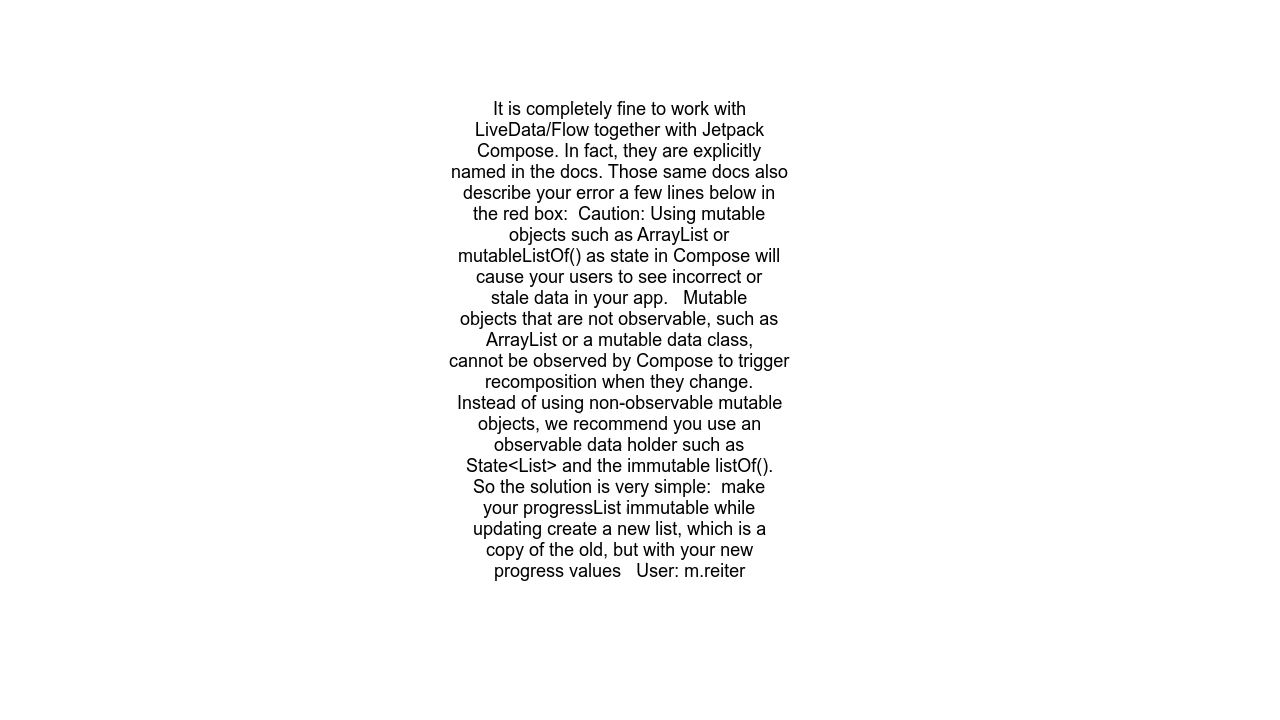 It is completely fine to work with
LiveData/Flow together with Jetpack
Compose. In fact, they are explicitly
named in the docs. Those same docs also
describe your error a few lines below in
the red box:  Caution: Using mutable
objects such as ArrayList or
mutableListOf() as state in Compose will
cause your users to see incorrect or
stale data in your app.   Mutable
objects that are not observable, such as
ArrayList or a mutable data class,
cannot be observed by Compose to trigger
recomposition when they change.
Instead of using non-observable mutable
objects, we recommend you use an
observable data holder such as
State<List> and the immutable listOf().
So the solution is very simple:  make
your progressList immutable while
updating create a new list, which is a
copy of the old, but with your new
progress values   User: m.reiter